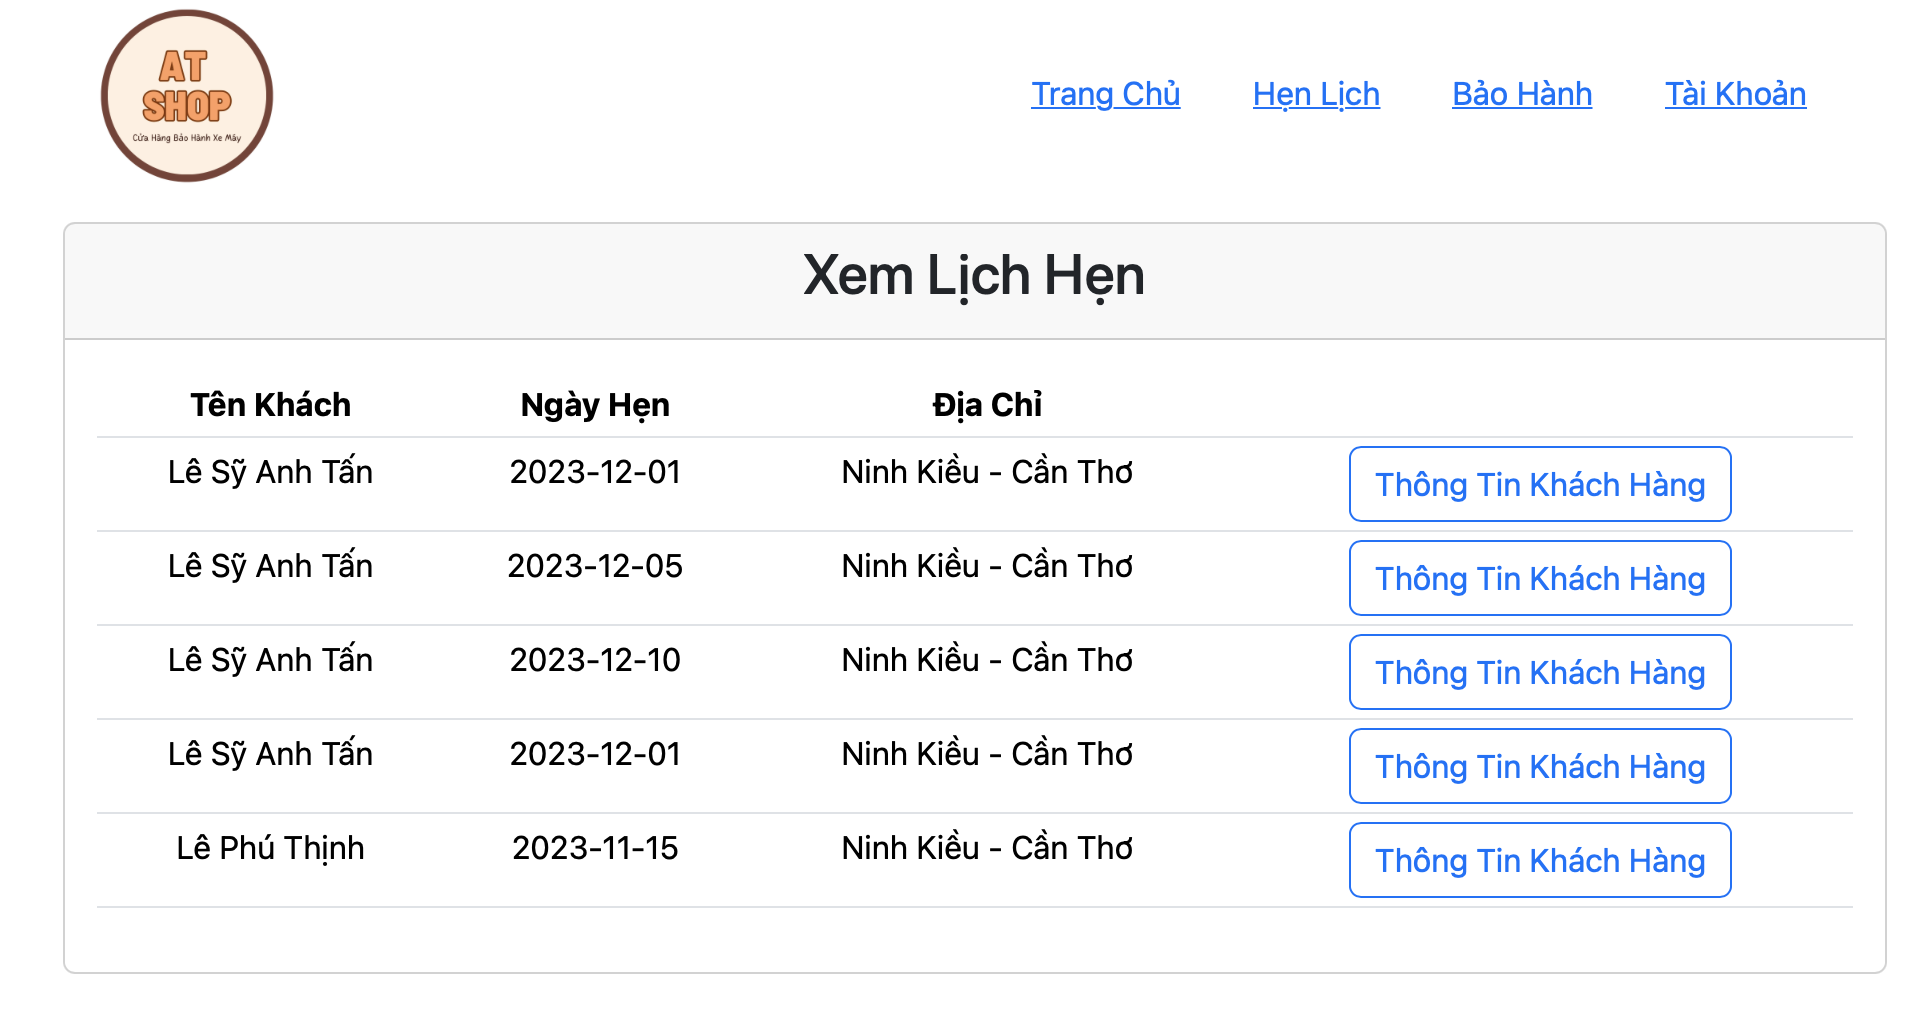 AT
SHOP
Cửa Hàng Bảo Hành Xe Máy
Trang Chủ Hẹn Lịch Bảo Hành Tài Khoản
Xem Lịch Hẹn
Tên Khách Ngày Hẹn Địa Chỉ
Lê Sỹ Anh Tấn 2023-12-01 Ninh Kiều - Cần Thơ Thông Tin Khách Hàng
Lê Sỹ Anh Tấn 2023-12-05 Ninh Kiều - Cần Thơ Thông Tin Khách Hàng
Lê Sỹ Anh Tấn 2023-12-10 Ninh Kiều - Cần Thơ Thông Tin Khách Hàng
Lê Sỹ Anh Tấn 2023-12-01 Ninh Kiều - Cần Thơ Thông Tin Khách Hàng
Lê Phú Thịnh 2023-11-15 Ninh Kiều - Cần Thơ Thông Tin Khách Hàng